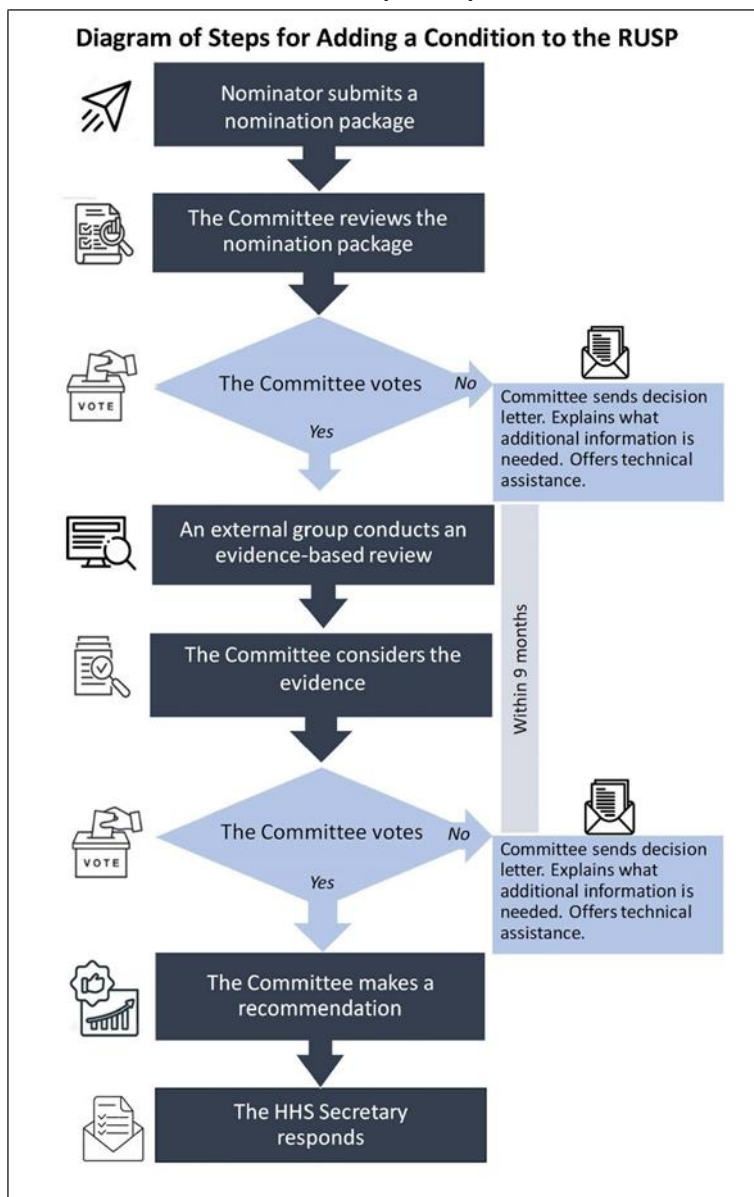 Diagram of Steps for Adding a Condition to the RUSP
Nominator submits a
nomination package
The Committee reviews the
nomination package
VOTE
The Committee votes
No
Yes
Committee sends decision
letter. Explains what
additional information is
needed. Offers technical
assistance.
An external group conducts an
evidence-based review
The Committee considers the
evidence
Within 9 months
VOTE
The Committee votes
No
Yes
Committee sends decision
letter. Explains what
additional information is
needed. Offers technical
assistance.
The Committee makes a
recommendation
The HHS Secretary
responds